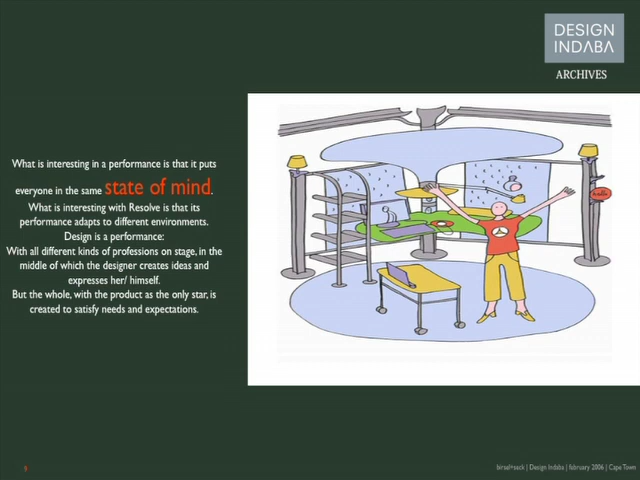 DESIGN
INDABA
ARCHIVES
What is interesting in a performance is that it puts
everyone in the same state of mind.
What is interesting with Resolve is that its
performance adapts to different environments.
Design is a performance:
With all different kinds of professions on stage, in the
middle of which the designer creates ideas and
expresses her/ himself.
But the whole, with the product as the only star, is
created to satisfy needs and expectations.
birsel+seck | Design Indaba | february 2006 | Cape Town